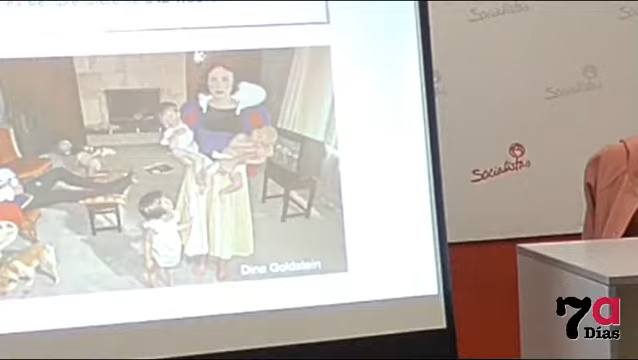 Socialistas
Socialistas
Socialistas
Dina Goldstein
7a
Días